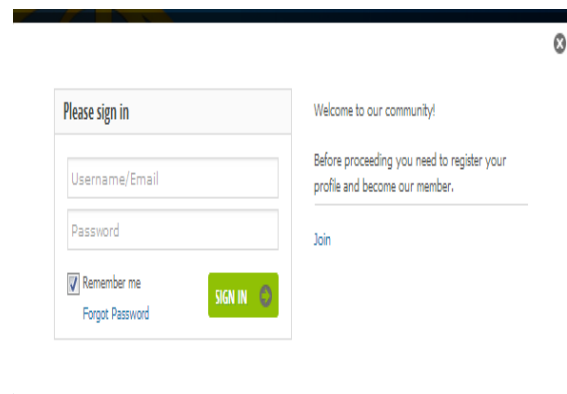 Please sign in
Username/Email
Password
Remember me
SIGN IN
Forgot Password
Welcome to our community!
Before proceeding you need to register your
profile and become our member.
Join